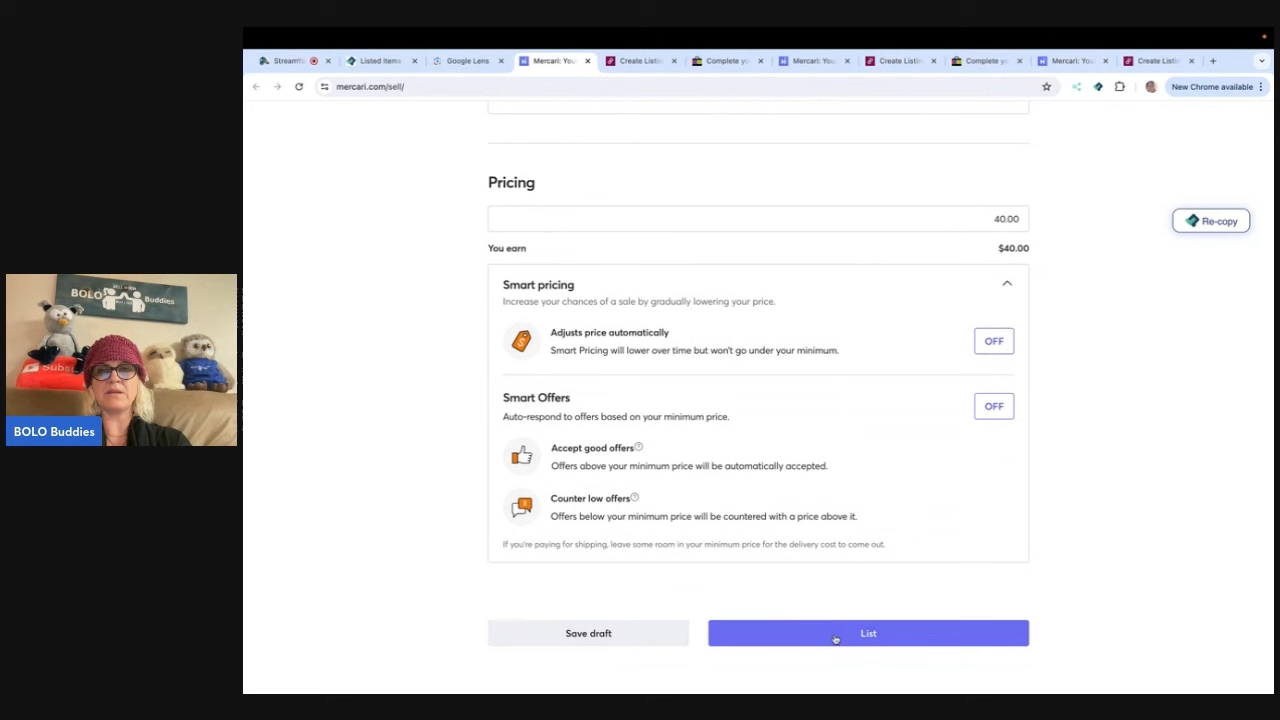 Streamfa
Listed Items
Google Lens
Mercari: You
Create Listin
Complete yo
Mercari: You
Create Listin
Complete yo
Mercari: You
Create Listin
mercari.com/sell/
New Chrome available
Pricing
40.00
Re-copy
You earn
$40.00
Smart pricing
Increase your chances of a sale by gradually lowering your price.
Adjusts price automatically
OFF
Smart Pricing will lower over time but won't go under your minimum.
Smart Offers
OFF
Auto-respond to offers based on your minimum price.
Accept good offers
Offers above your minimum price will be automatically accepted.
Counter low offers
Offers below your minimum price will be countered with a price above it.
If you're paying for shipping, leave some room in your minimum price for the delivery cost to come out.
Save draft
List
BOLO Buddies
Subs
BOLO Buddies